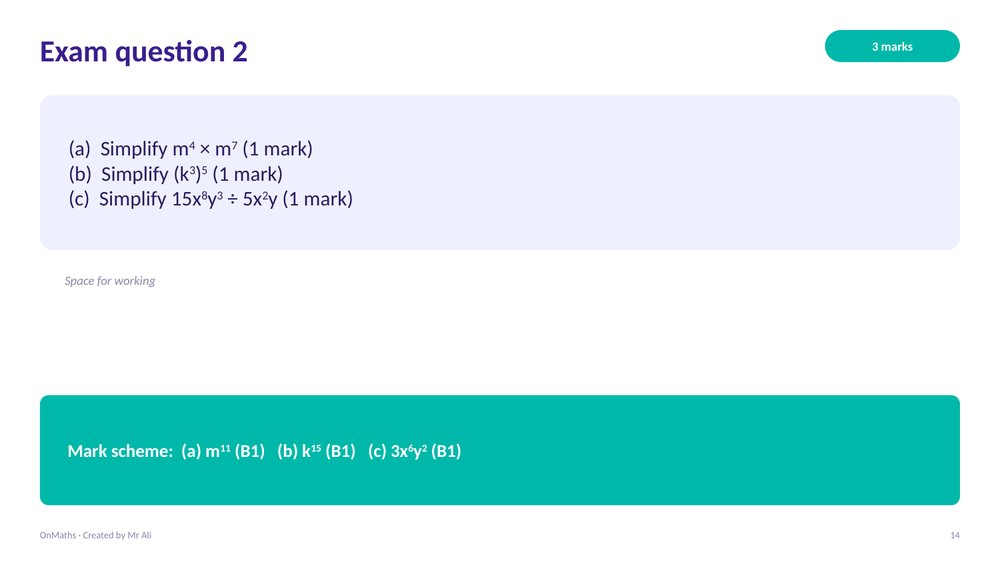 Exam question 2
3 marks
(a) Simplify m⁴ × m⁷ (1 mark)
(b) Simplify (k³)⁵ (1 mark)
(c) Simplify 15x⁸y³ ÷ 5x²y (1 mark)
Space for working
Mark scheme: (a) m¹¹ (B1) (b) k¹⁵ (B1) (c) 3x⁶y² (B1)
OnMaths · Created by Mr Ali
14